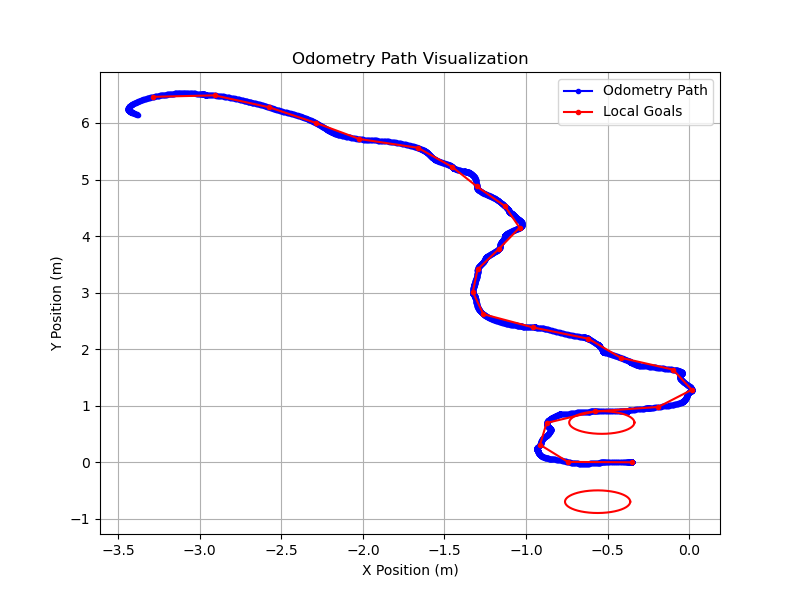 Odometry Path Visualization
Odometry Path
Local Goals
Y Position (m)
6
5
4
3
2
1
0
−1
−3.5 −3.0 −2.5 −2.0 −1.5 −1.0 −0.5 0.0
X Position (m)